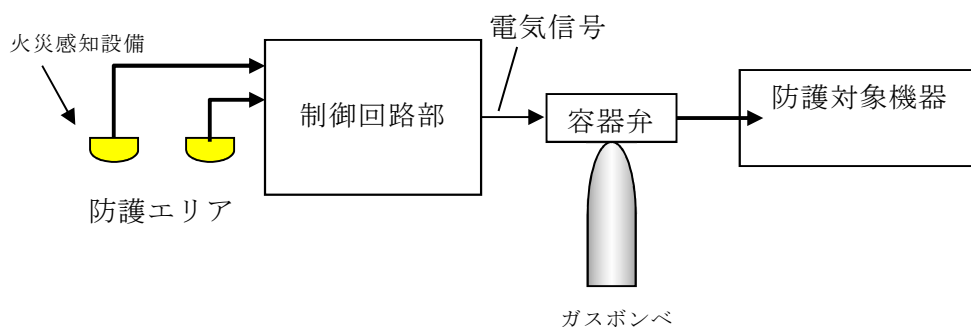 火災感知設備
電気信号
制御回路部
容器弁
防護対象機器
防護エリア
ガスボンベ